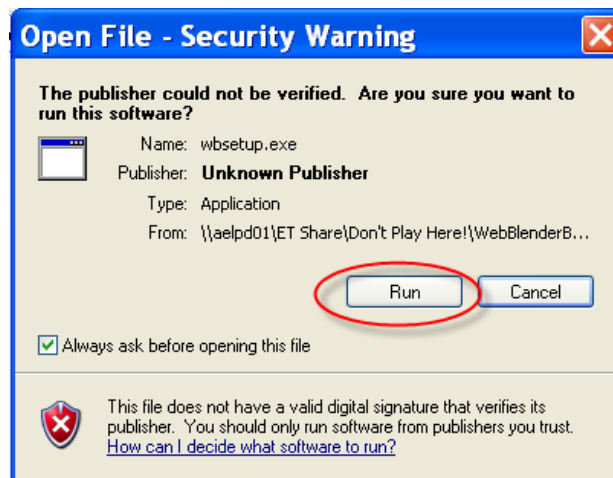 Open File - Security Warning
The publisher could not be verified. Are you sure you want to
run this software?
Name: wbsetup.exe
Publisher: Unknown Publisher
Type: Application
From: \\aelpd01\ET Share\Don't Play Here!\WebBlenderB...
Run Cancel
Always ask before opening this file
This file does not have a valid digital signature that verifies its
publisher. You should only run software from publishers you trust.
How can I decide what software to run?